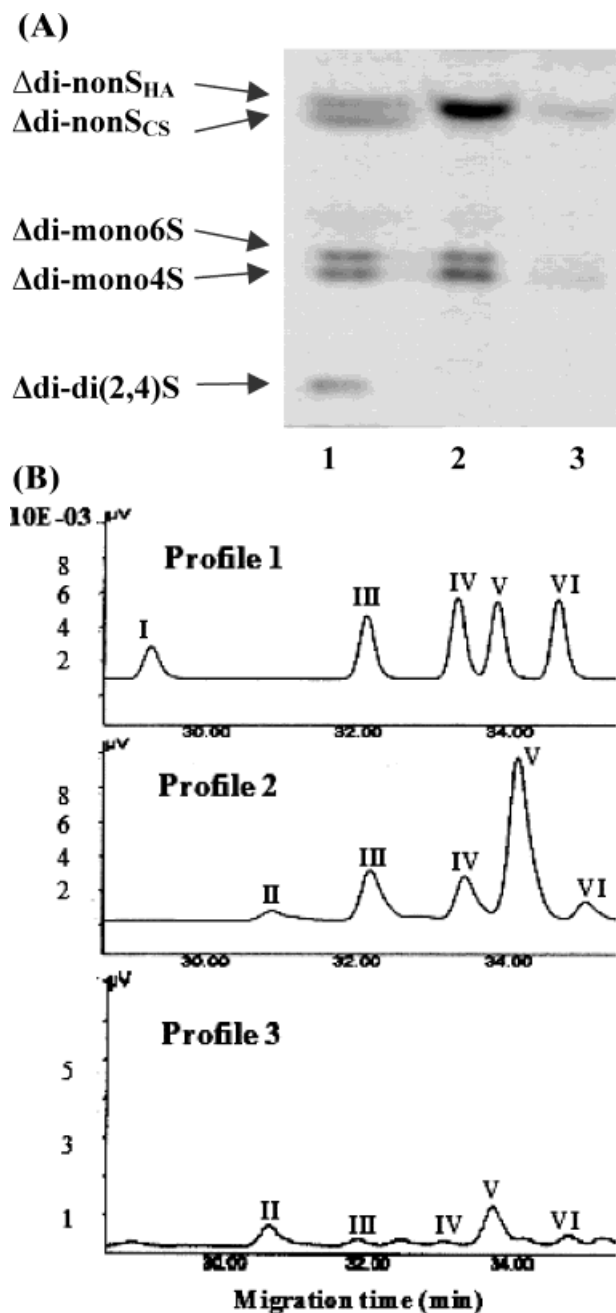 (A)
Δdi-nonS_HA
Δdi-nonS_CS
Δdi-mono6S
Δdi-mono4S
Δdi-di(2,4)S
1 2 3
(B)
10E-03 μV
Profile 1
8
6
4
2
I III IV V VI
30.00 32.00 34.00
μV
Profile 2
8
6
4
2
II III IV V VI
30.00 32.00 34.00
μV
Profile 3
5
3
1
II III IV V VI
30.00 32.00 34.00
Migration time (min)